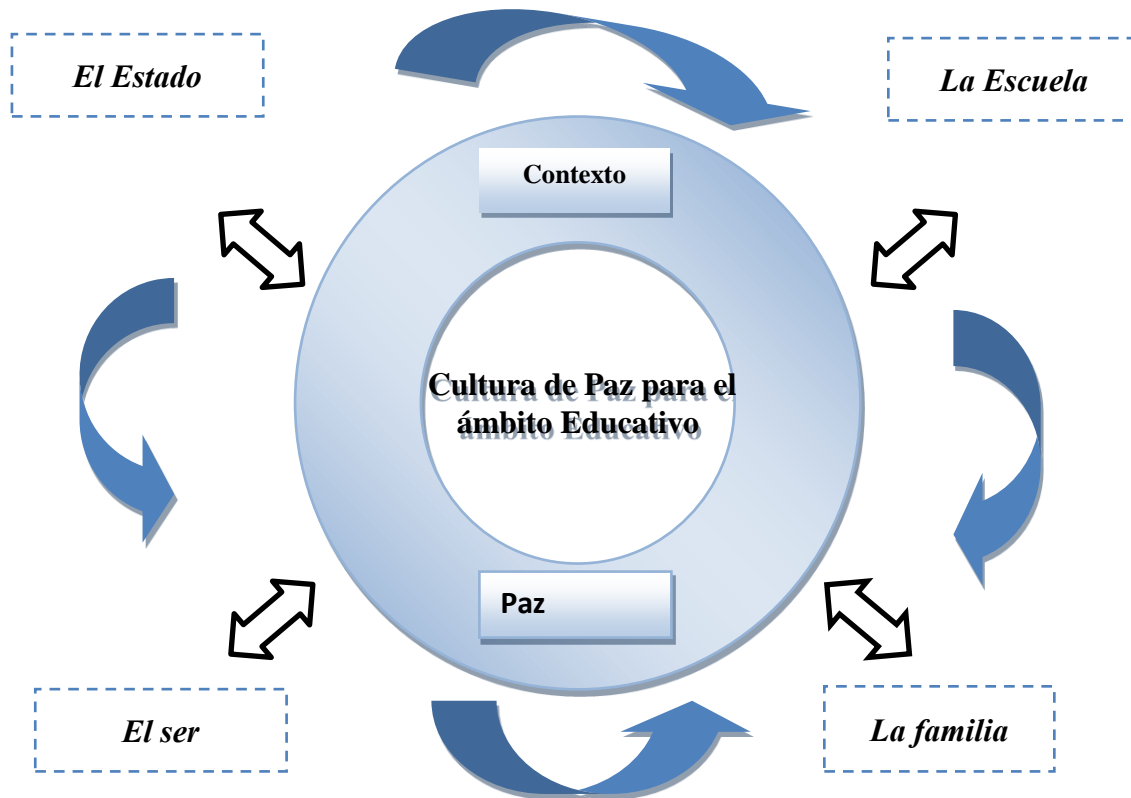 El Estado
La Escuela
Contexto
Cultura de Paz para el
ámbito Educativo
Paz
El ser
La familia